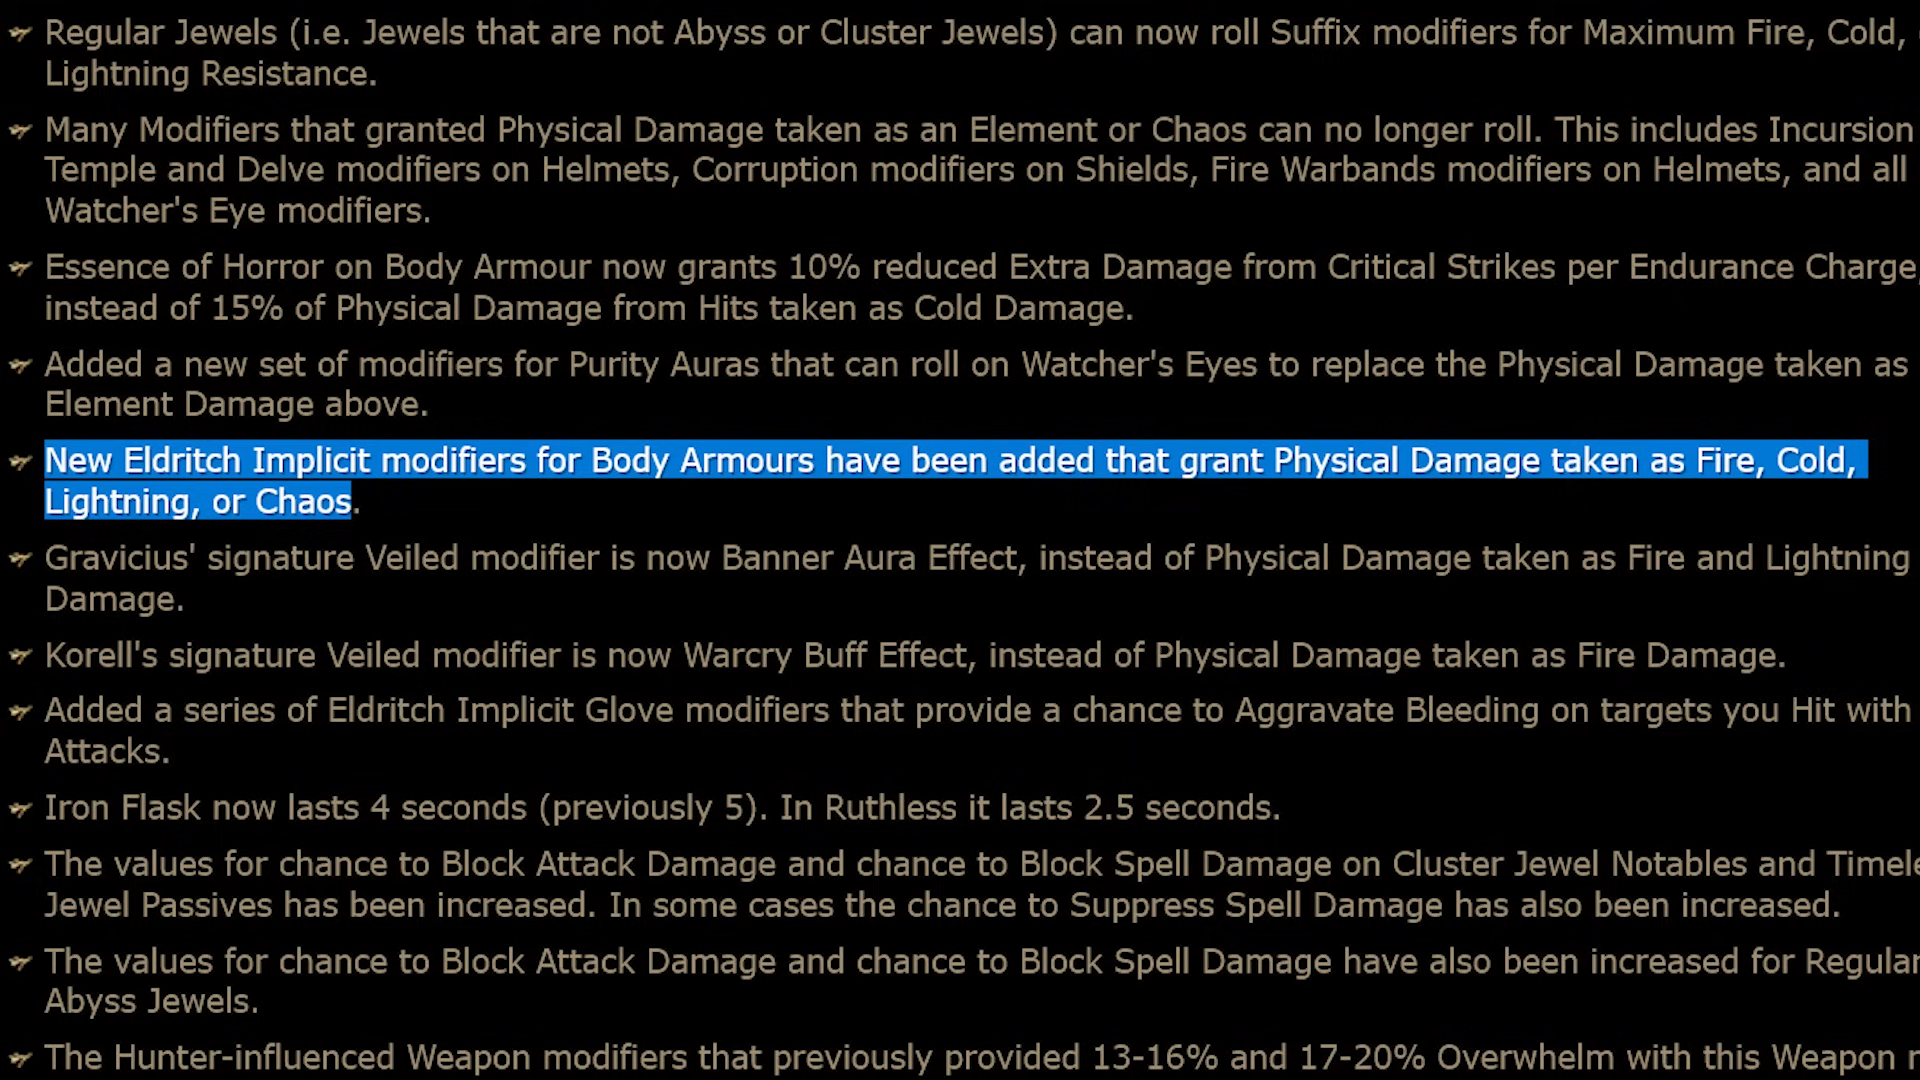 Regular Jewels (i.e. Jewels that are not Abyss or Cluster Jewels) can now roll Suffix modifiers for Maximum Fire, Cold,
Lightning Resistance.
Many Modifiers that granted Physical Damage taken as an Element or Chaos can no longer roll. This includes Incursion
Temple and Delve modifiers on Helmets, Corruption modifiers on Shields, Fire Warbands modifiers on Helmets, and all
Watcher's Eye modifiers.
Essence of Horror on Body Armour now grants 10% reduced Extra Damage from Critical Strikes per Endurance Charge,
instead of 15% of Physical Damage from Hits taken as Cold Damage.
Added a new set of modifiers for Purity Auras that can roll on Watcher's Eyes to replace the Physical Damage taken as
Element Damage above.
New Eldritch Implicit modifiers for Body Armours have been added that grant Physical Damage taken as Fire, Cold,
Lightning, or Chaos.
Gravicius' signature Veiled modifier is now Banner Aura Effect, instead of Physical Damage taken as Fire and Lightning
Damage.
Korell's signature Veiled modifier is now Warcry Buff Effect, instead of Physical Damage taken as Fire Damage.
Added a series of Eldritch Implicit Glove modifiers that provide a chance to Aggravate Bleeding on targets you Hit with
Attacks.
Iron Flask now lasts 4 seconds (previously 5). In Ruthless it lasts 2.5 seconds.
The values for chance to Block Attack Damage and chance to Block Spell Damage on Cluster Jewel Notables and
Jewel Passives has been increased. In some cases the chance to Suppress Spell Damage has also been increased.
The values for chance to Block Attack Damage and chance to Block Spell Damage have also been increased for Regular
Abyss Jewels.
The Hunter-influenced Weapon modifiers that previously provided 13-16% and 17-20% Overwhelm with this Weapon